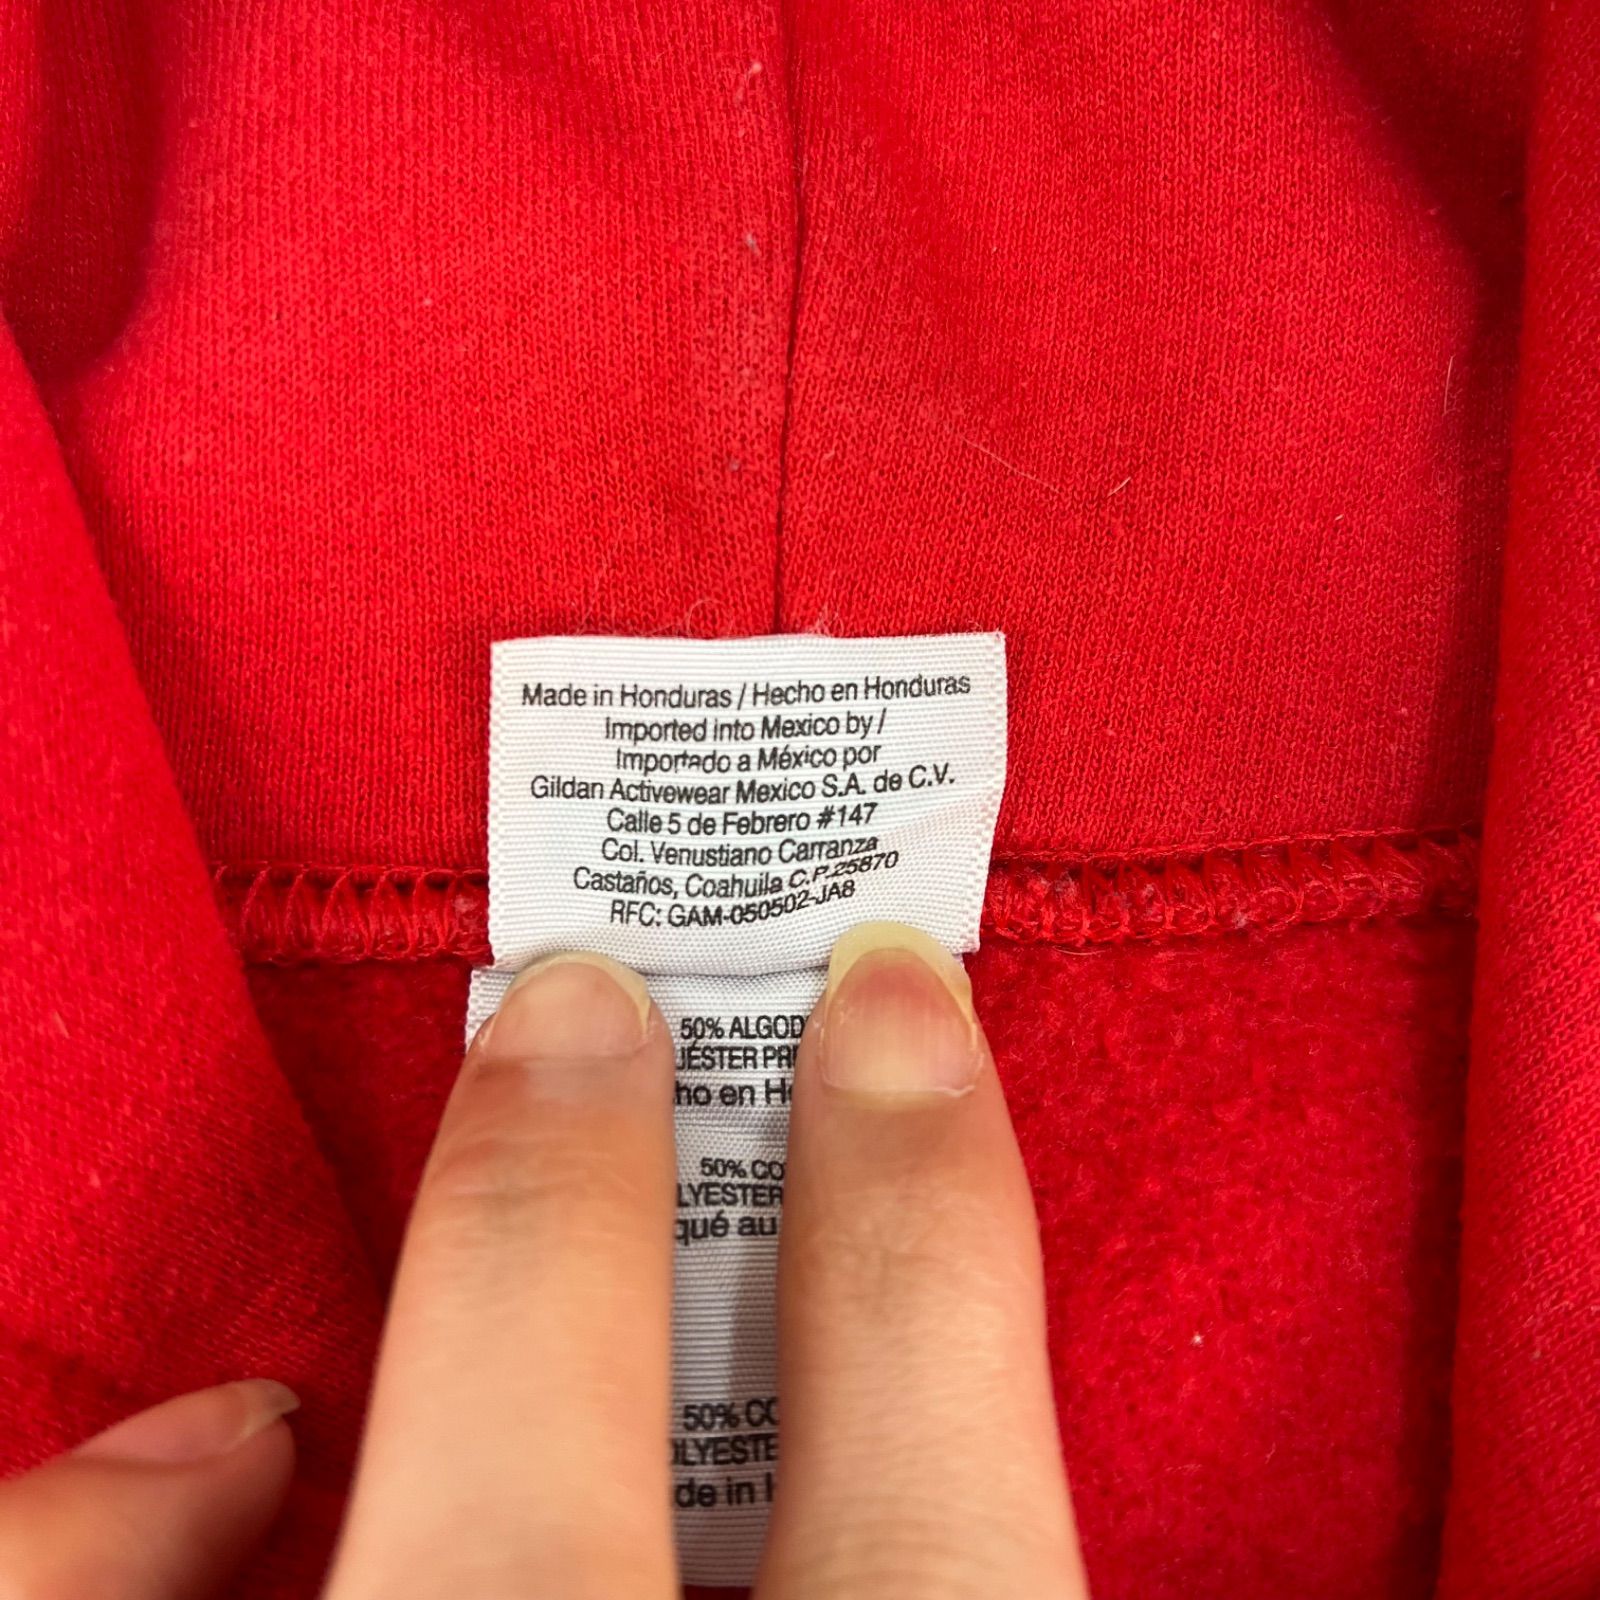 Made in Honduras / Hecho en Honduras
Imported into Mexico by /
Importado a México por
Gildan Activewear Mexico S.A. de C.V.
Calle 5 de Febrero #147
Col. Venustiano Carranza
Castaños, Coahuila C.P.25870
RFC: GAM-050502-JA8
50% ALGOD
ÉSTER PR
ho en H
50% CO
LYESTER
qué au
50% CO
LYESTE
de in H